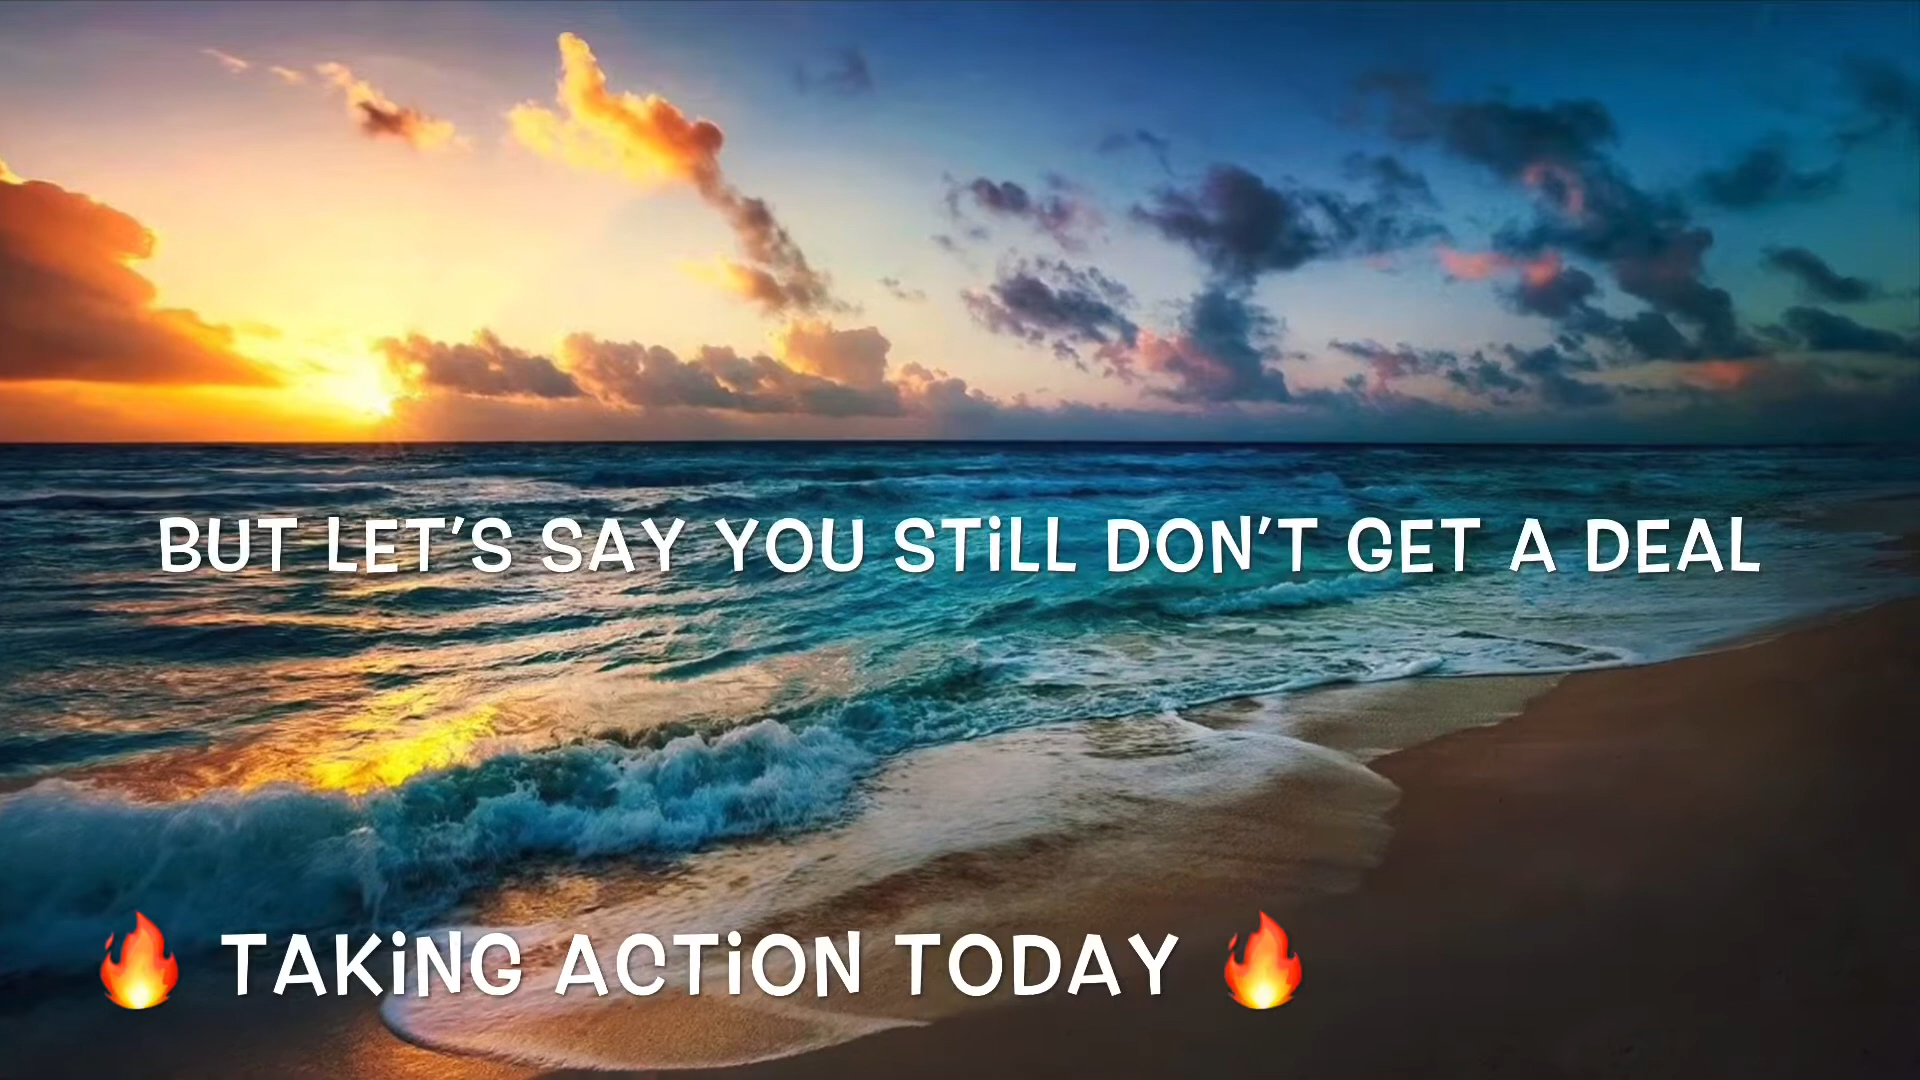 BUT LET'S SAY YOU STiLL DON'T GET A DEAL
🔥 TAKiNG ACTiON TODAY 🔥